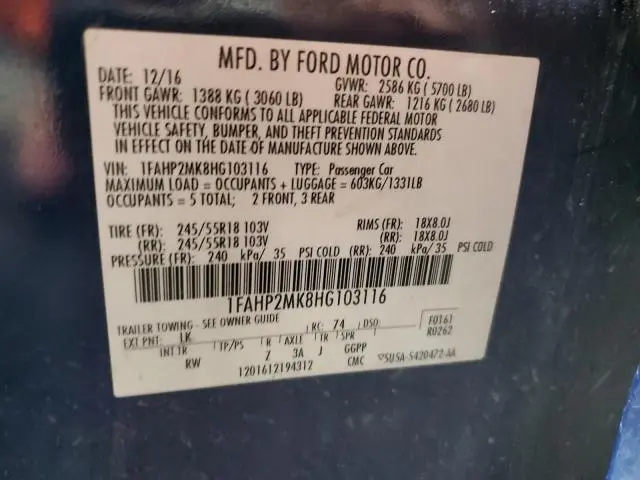 MFD. BY FORD MOTOR CO.
DATE: 12/16 GVWR: 2586 KG ( 5700 LB)
FRONT GAWR: 1388 KG ( 3060 LB) REAR GAWR: 1216 KG ( 2680 LB)
THIS VEHICLE CONFORMS TO ALL APPLICABLE FEDERAL MOTOR
VEHICLE SAFETY, BUMPER, AND THEFT PREVENTION STANDARDS
IN EFFECT ON THE DATE OF MANUFACTURE SHOWN ABOVE.
VIN: 1FAHP2MK8HG103116 TYPE: Passenger Car
MAXIMUM LOAD = OCCUPANTS + LUGGAGE = 603KG/1331LB
OCCUPANTS = 5 TOTAL; 2 FRONT, 3 REAR
TIRE (FR): 245/55R18 103V RIMS (FR): 18X8.0J
(RR): 245/55R18 103V (RR): 18X8.0J
PRESSURE (FR): 240 kPa/ 35 PSI COLD (RR): 240 kPa/ 35 PSI COLD
1FAHP2MK8HG103116
TRAILER TOWING - SEE OWNER GUIDE
EXT PNT: LK RC: 74 DSO: F0161
INT TR TP/PS R AXLE TR SPR R0262
RW Z 3A J GGPP
1201612194312 CMC ▽5U5A-5420472-AA